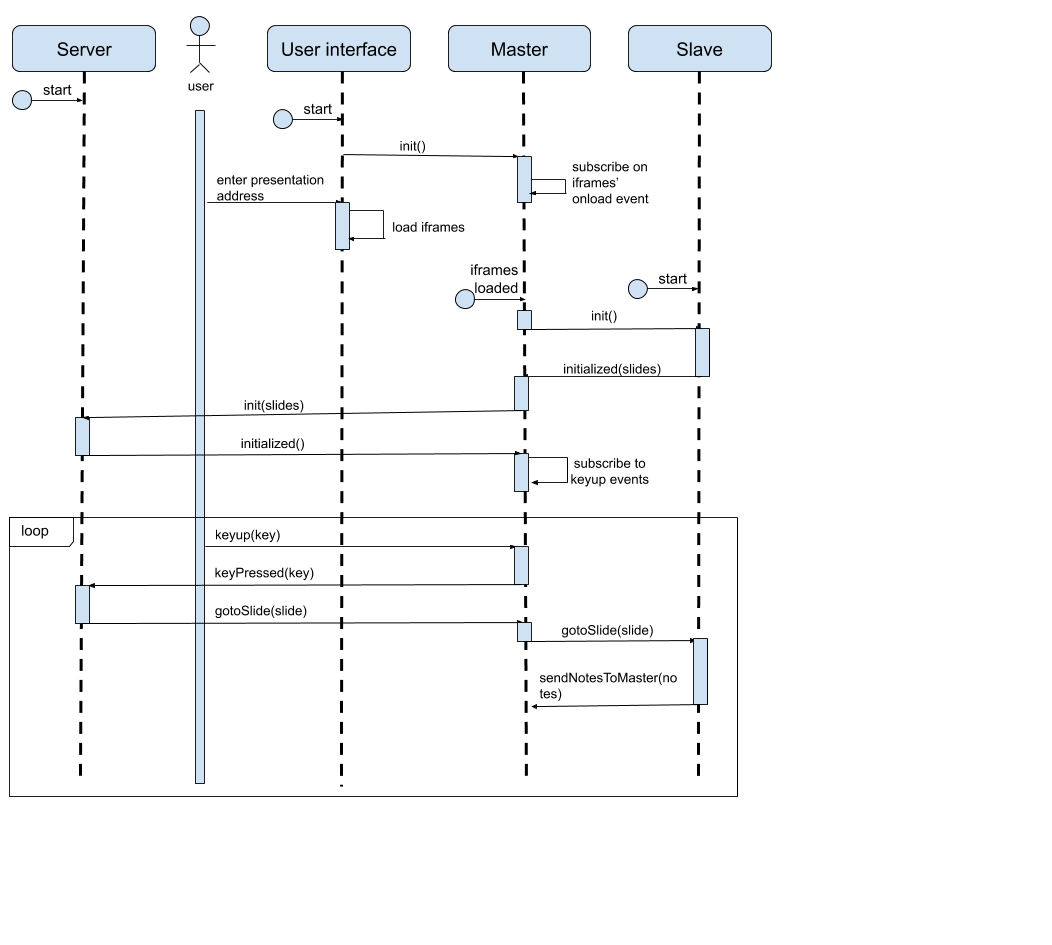 Server
user
User interface
Master
Slave
start
start
init()
subscribe on
iframes’
onload event
enter presentation
address
load iframes
iframes
loaded
start
init()
initialized(slides)
init(slides)
initialized()
subscribe to
keyup events
loop
keyup(key)
keyPressed(key)
gotoSlide(slide)
gotoSlide(slide)
sendNotesToMaster(no
tes)